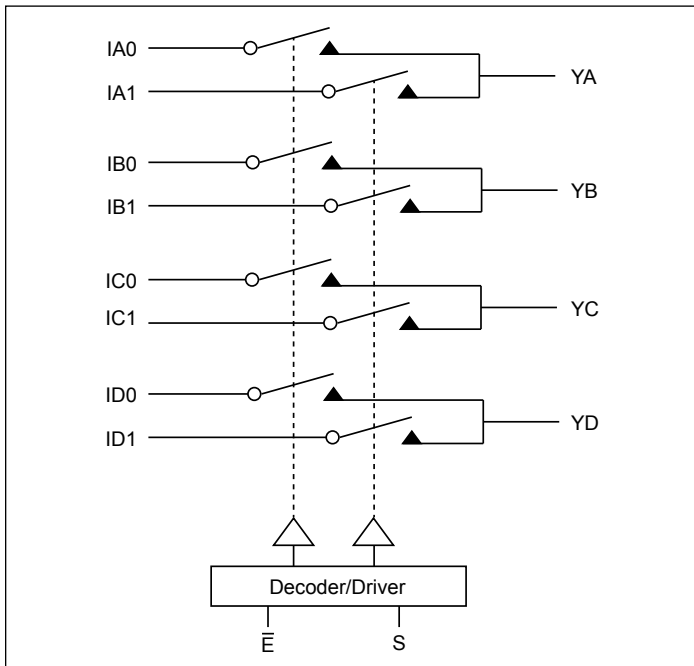 IA0
YA
IA1
IB0
YB
IB1
IC0
YC
IC1
ID0
YD
ID1
Decoder/Driver
E̅
S